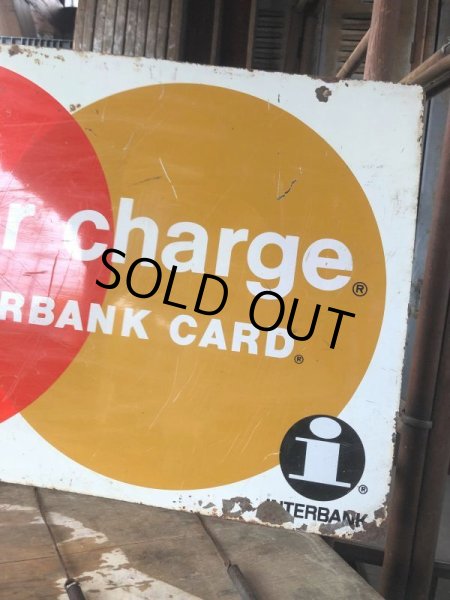 r charge®
SOLD OUT
RBANK CARD®
i®
INTERBANK